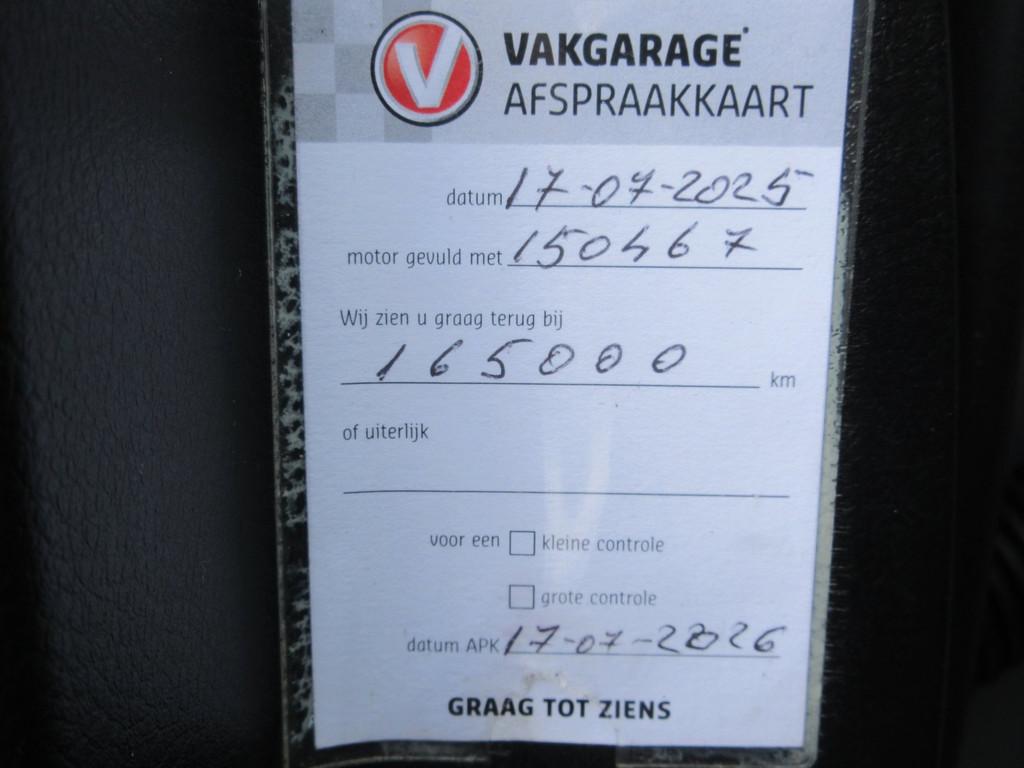 V VAKGARAGE
AFSPRAAKKAART
datum 17-07-2025
motor gevuld met 150467
Wij zien u graag terug bij
165000 km
of uiterlijk
voor een kleine controle
grote controle
datum APK 17-07-2026
GRAAG TOT ZIENS